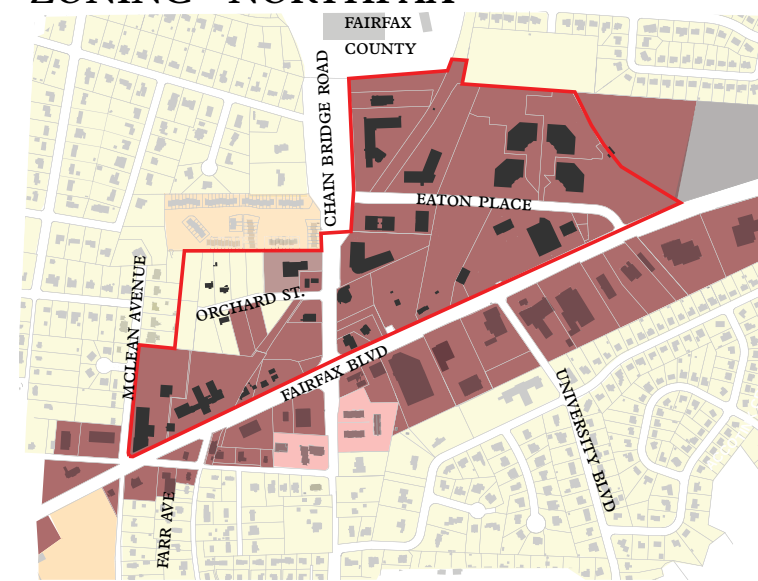 ZONING - NORTHFAX
FAIRFAX
COUNTY
CHAIN BRIDGE ROAD
EATON PLACE
MCLEAN AVENUE
ORCHARD ST.
FAIRFAX BLVD
UNIVERSITY BLVD
FARR AVE